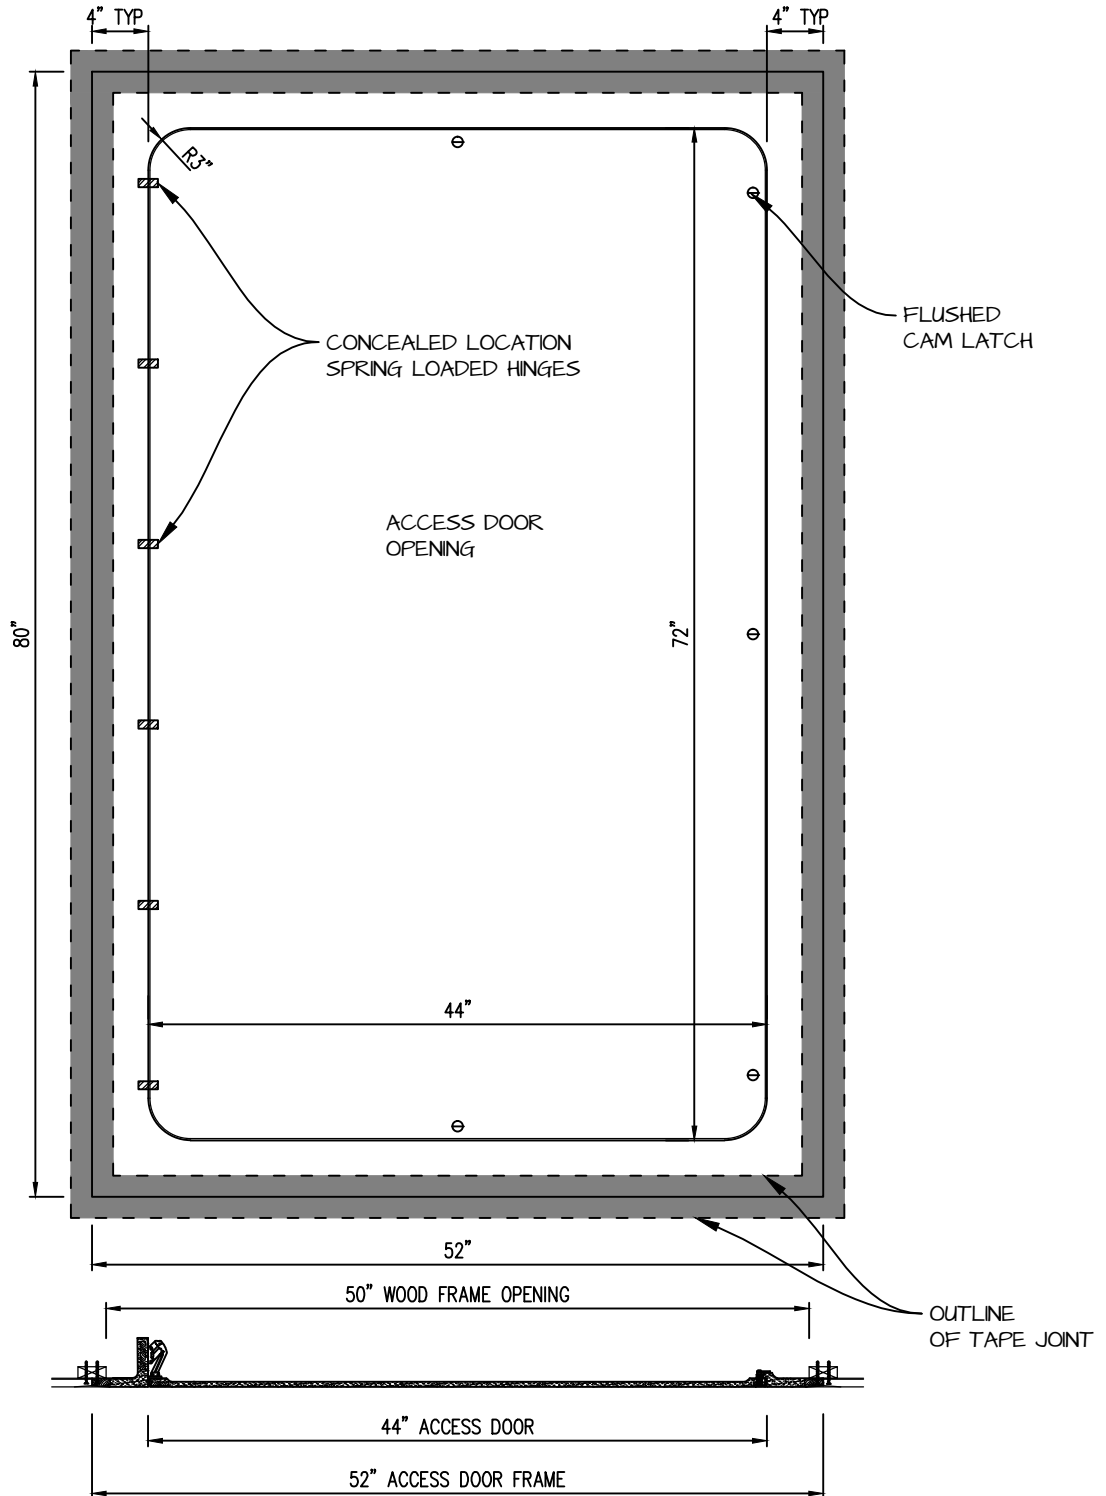 4" TYP
4" TYP
R3"
FLUSHED
CAM LATCH
CONCEALED LOCATION
SPRING LOADED HINGES
ACCESS DOOR
OPENING
80"
72"
44"
52"
50" WOOD FRAME OPENING
OUTLINE
OF TAPE JOINT
44" ACCESS DOOR
52" ACCESS DOOR FRAME